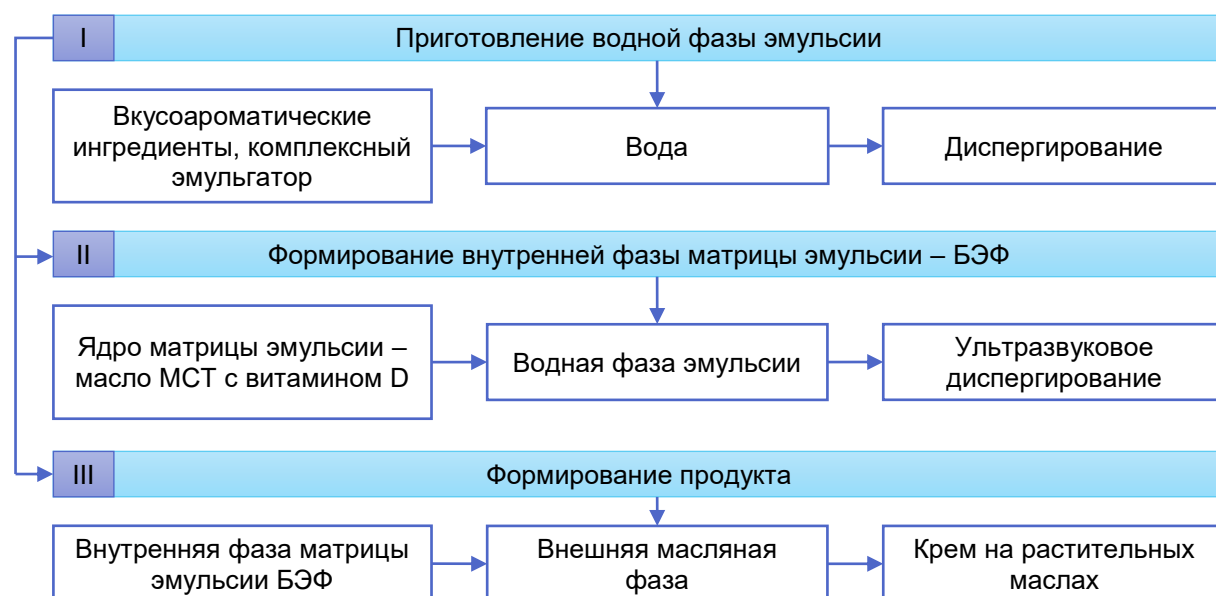 I
Приготовление водной фазы эмульсии
Вкусоароматические
ингредиенты, комплексный
эмульгатор
Вода
Диспергирование
II
Формирование внутренней фазы матрицы эмульсии – БЭФ
Ядро матрицы эмульсии –
масло МСТ с витамином D
Водная фаза эмульсии
Ультразвуковое
диспергирование
III
Формирование продукта
Внутренняя фаза матрицы
эмульсии БЭФ
Внешняя масляная
фаза
Крем на растительных
маслах